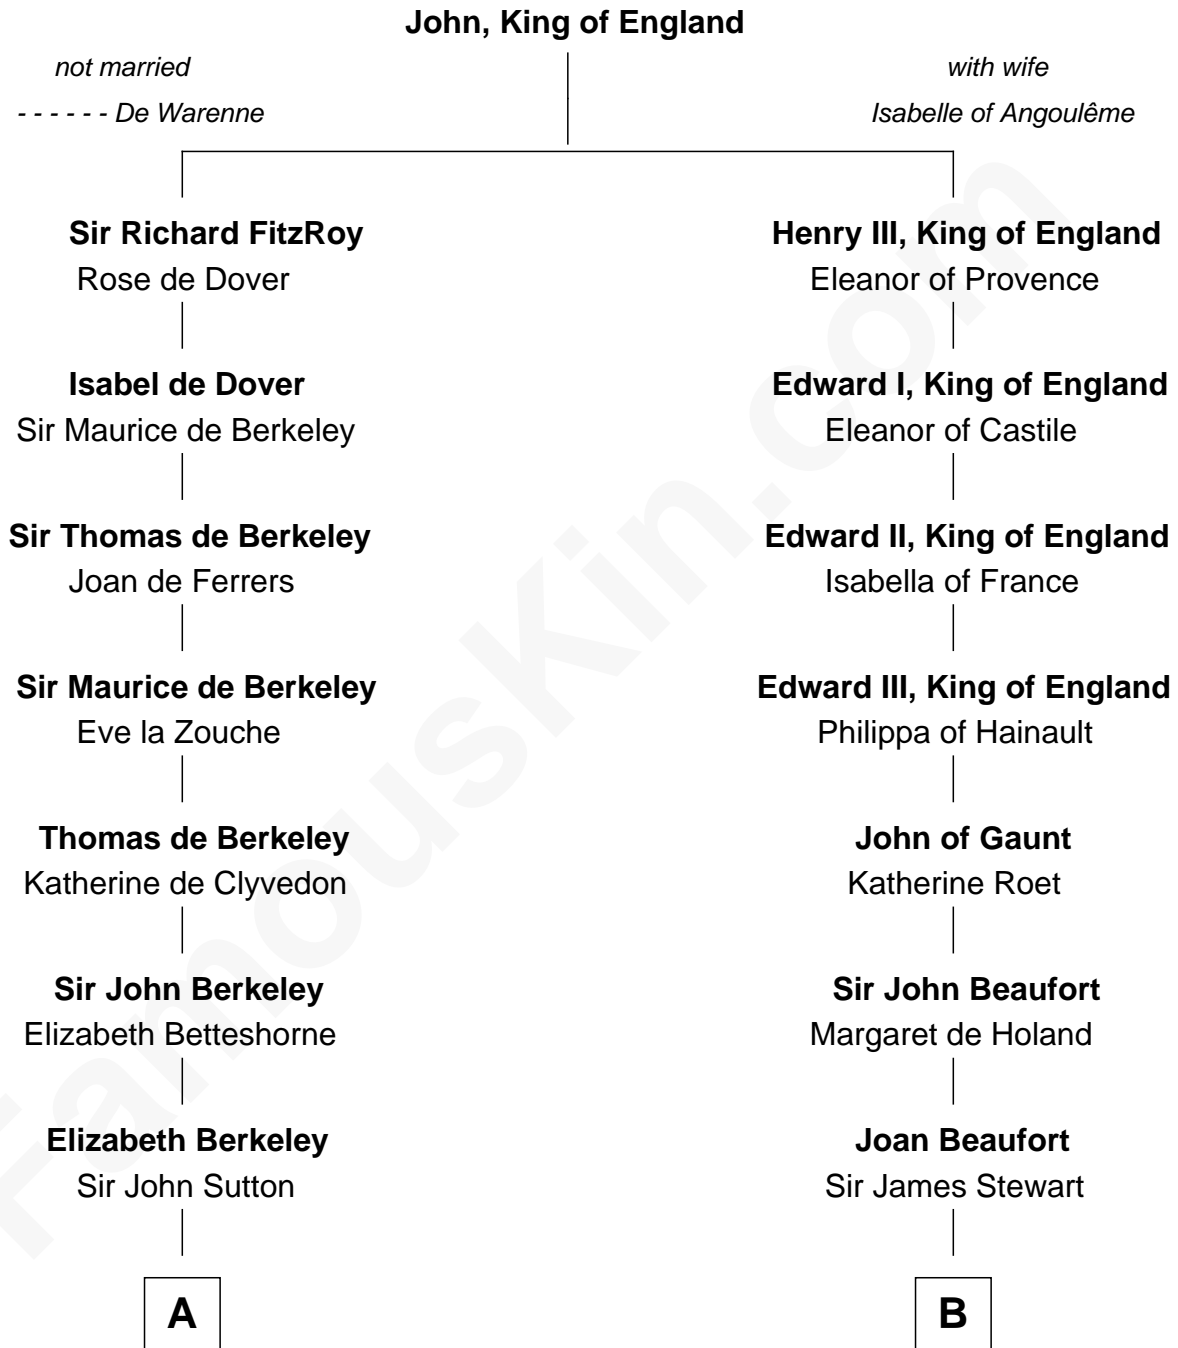 John, King of England
not married
- - - - - - De Warenne
with wife
Isabelle of Angoulême
Sir Richard FitzRoy
Rose de Dover
Henry III, King of England
Eleanor of Provence
Isabel de Dover
Sir Maurice de Berkeley
Edward I, King of England
Eleanor of Castile
Sir Thomas de Berkeley
Joan de Ferrers
Edward II, King of England
Isabella of France
Sir Maurice de Berkeley
Eve la Zouche
Edward III, King of England
Philippa of Hainault
Thomas de Berkeley
Katherine de Clyvedon
John of Gaunt
Katherine Roet
Sir John Berkeley
Elizabeth Betteshorne
Sir John Beaufort
Margaret de Holand
Elizabeth Berkeley
Sir John Sutton
Joan Beaufort
Sir James Stewart
A
B
FamousKin.com